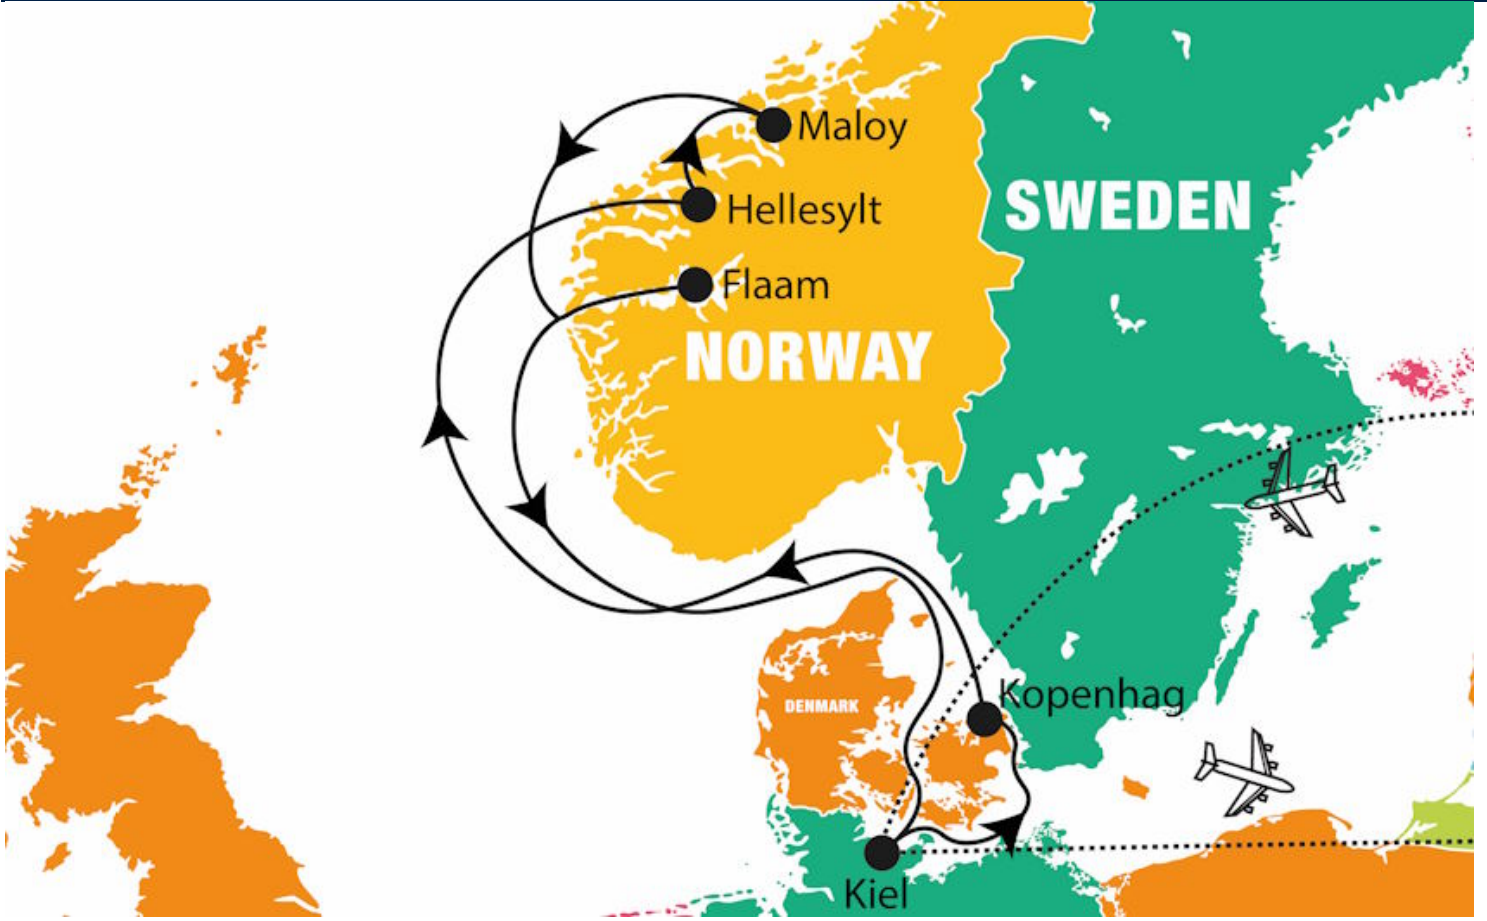 Maloy
SWEDEN
Hellesylt
Flaam
NORWAY
Kopenhag
DENMARK
Kiel